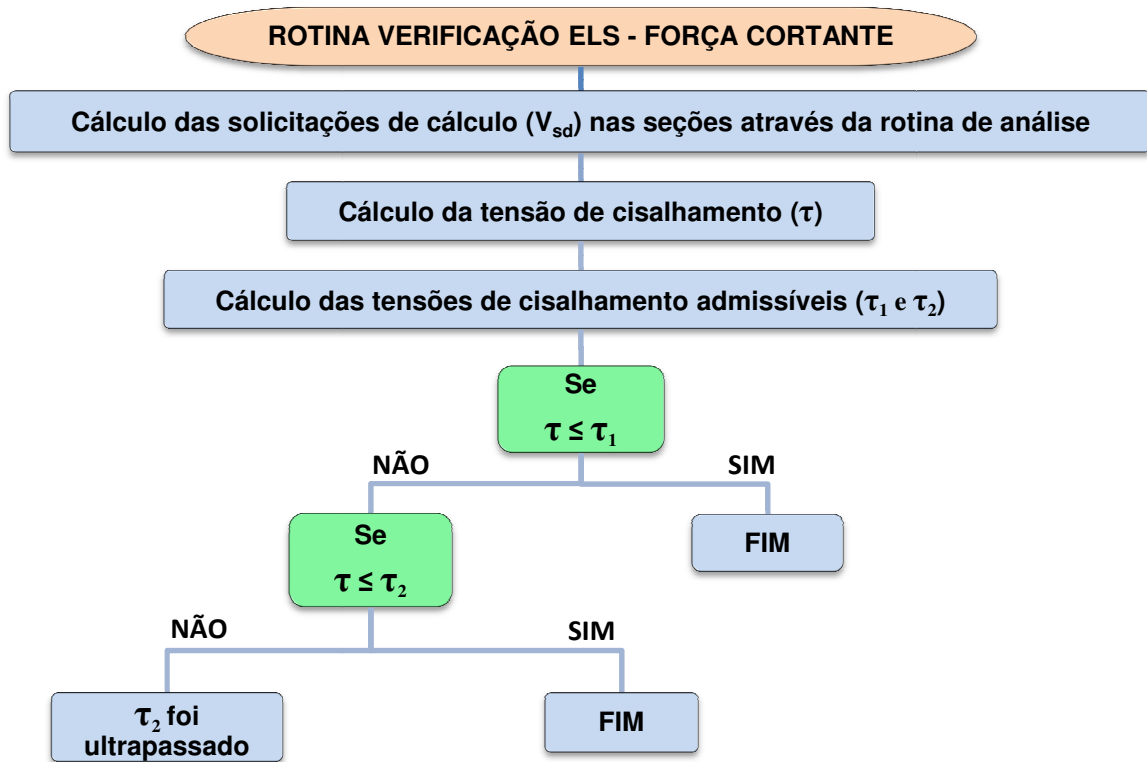 ROTINA VERIFICAÇÃO ELS - FORÇA CORTANTE
Cálculo das solicitações de cálculo (Vsd) nas seções através da rotina de análise
Cálculo da tensão de cisalhamento (τ)
Cálculo das tensões de cisalhamento admissíveis (τ1 e τ2)
Se
τ ≤ τ1
NÃO
SIM
Se
τ ≤ τ2
FIM
NÃO
SIM
τ2 foi
ultrapassado
FIM